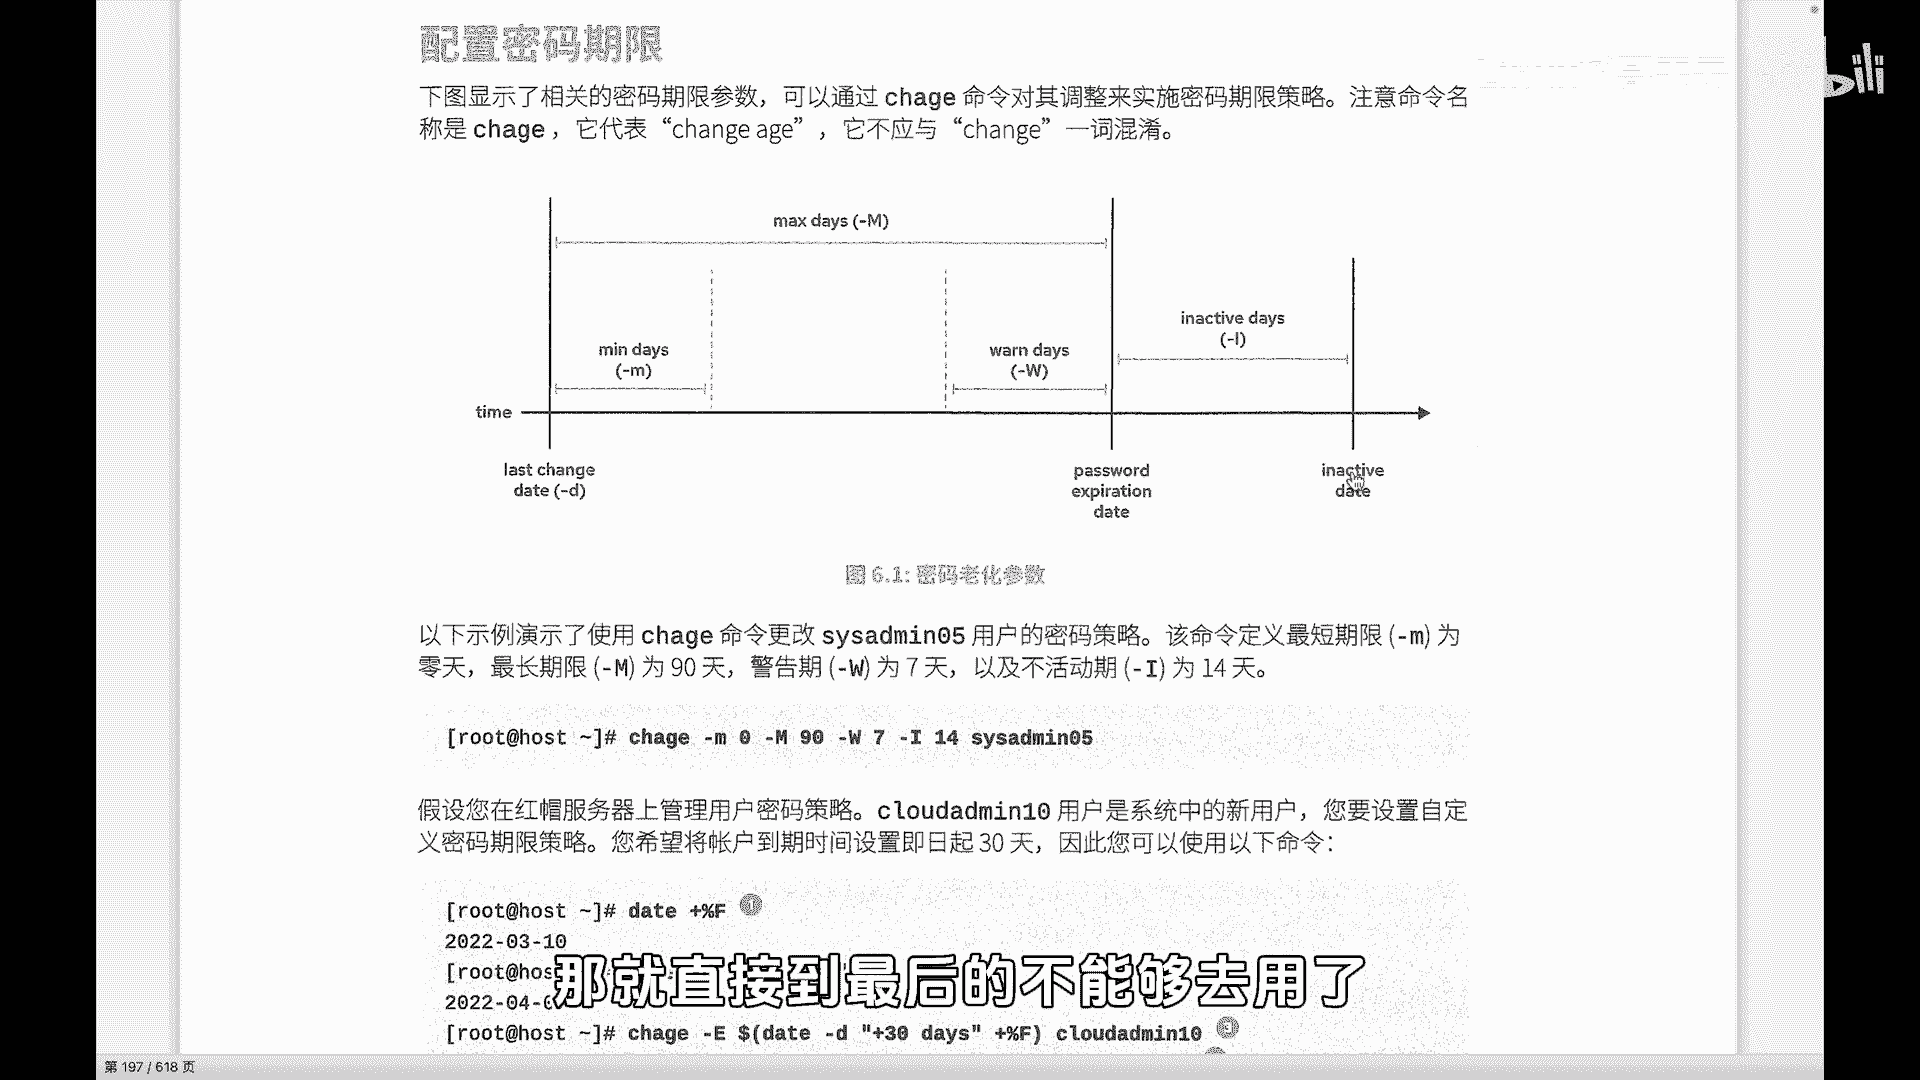 配置密码期限
bili
下图显示了相关的密码期限参数，可以通过 chage 命令对其调整来实施密码期限策略。注意命令名
称是 chage，它代表“change age”，它不应与“change”一词混淆。
max days (-M)
inactive days
(-I)
min days
(-m)
warn days
(-W)
time
last change
date (-d)
password
expiration
date
inactive
date
图 6.1: 密码老化参数
以下示例演示了使用 chage 命令更改 sysadmin05 用户的密码策略。该命令定义最短期限 (-m) 为
零天，最长期限 (-M) 为 90 天，警告期 (-W) 为 7 天，以及不活动期 (-I) 为 14 天。
[root@host ~]# chage -m 0 -M 90 -W 7 -I 14 sysadmin05
假设您在红帽服务器上管理用户密码策略。cloudadmin10 用户是系统中的新用户，您要设置自定
义密码期限策略。您希望将帐户到期时间设置即日起 30 天，因此您可以使用以下命令：
[root@host ~]# date +%F 1
2022-03-10
[root@hos
2022-04-
那就直接到最后的不能够去用了
[root@host ~]# chage -E $(date -d "+30 days" +%F) cloudadmin10 3
第 197 / 618 页